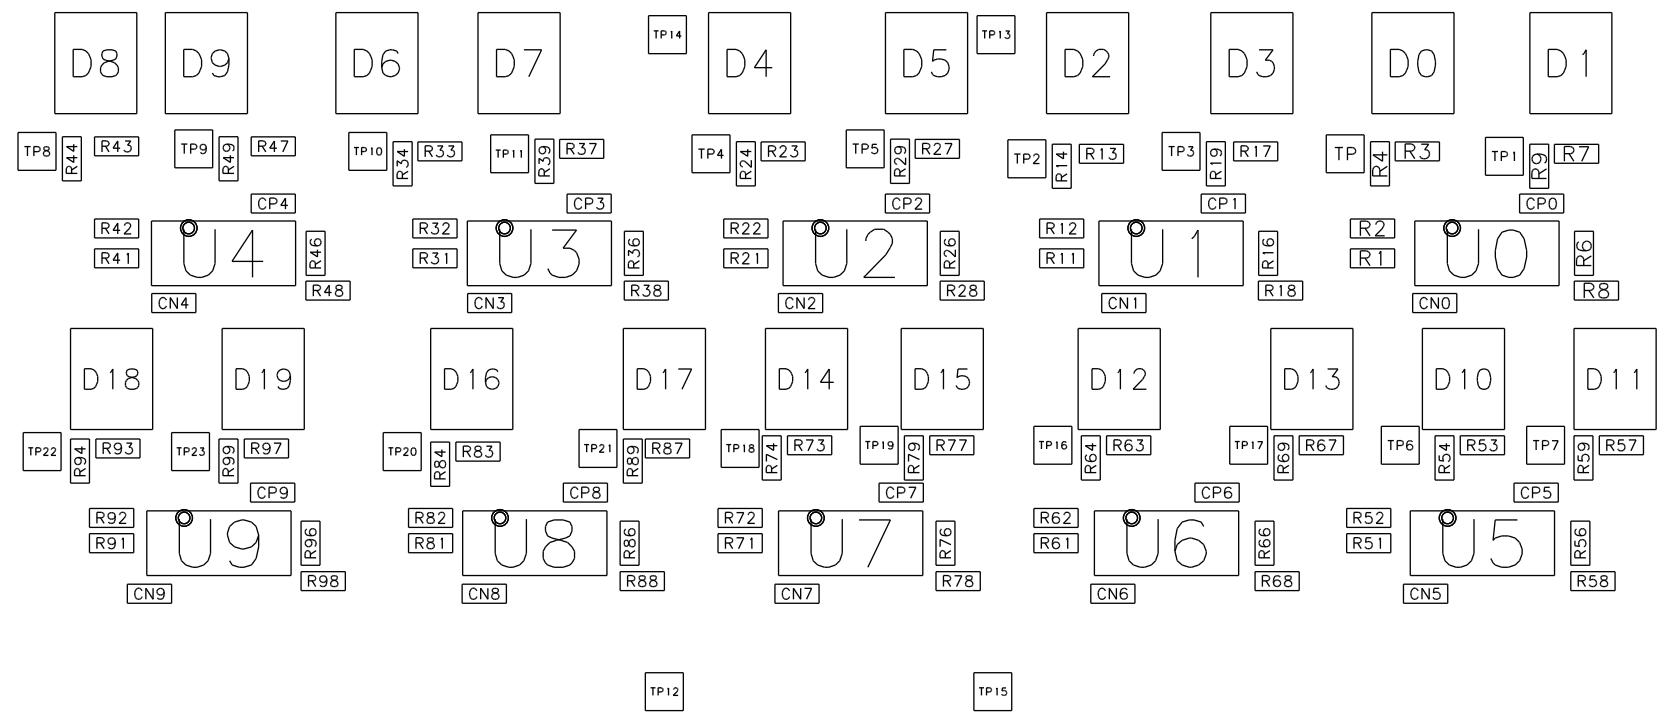 D8 D9 D6 D7 TP14 D4 D5 TP13 D2 D3 D0 D1
TP8 R44 R43 TP9 R49 R47 TP10 R34 R33 TP11 R39 R37 TP4 R24 R23 TP5 R29 R27 TP2 R14 R13 TP3 R19 R17 TP R4 R3 TP1 R9 R7
CP4 CP3 CP2 CP1 CP0
R42 U4 R46 R32 U3 R36 R22 U2 R26 R12 U1 R16 R2 U0 R6
R41 R31 R21 R11 R1
CN4 R48 CN3 R38 CN2 R28 CN1 R18 CN0 R8
D18 D19 D16 D17 D14 D15 D12 D13 D10 D11
TP22 R94 R93 TP23 R99 R97 TP20 R84 R83 TP21 R89 R87 TP18 R74 R73 TP19 R79 R77 TP16 R64 R63 TP17 R69 R67 TP6 R54 R53 TP7 R59 R57
CP9 CP8 CP7 CP6 CP5
R92 U9 R96 R82 U8 R86 R72 U7 R76 R62 U6 R66 R52 U5 R56
R91 R81 R71 R61 R51
CN9 R98 CN8 R88 CN7 R78 CN6 R68 CN5 R58
TP12 TP15